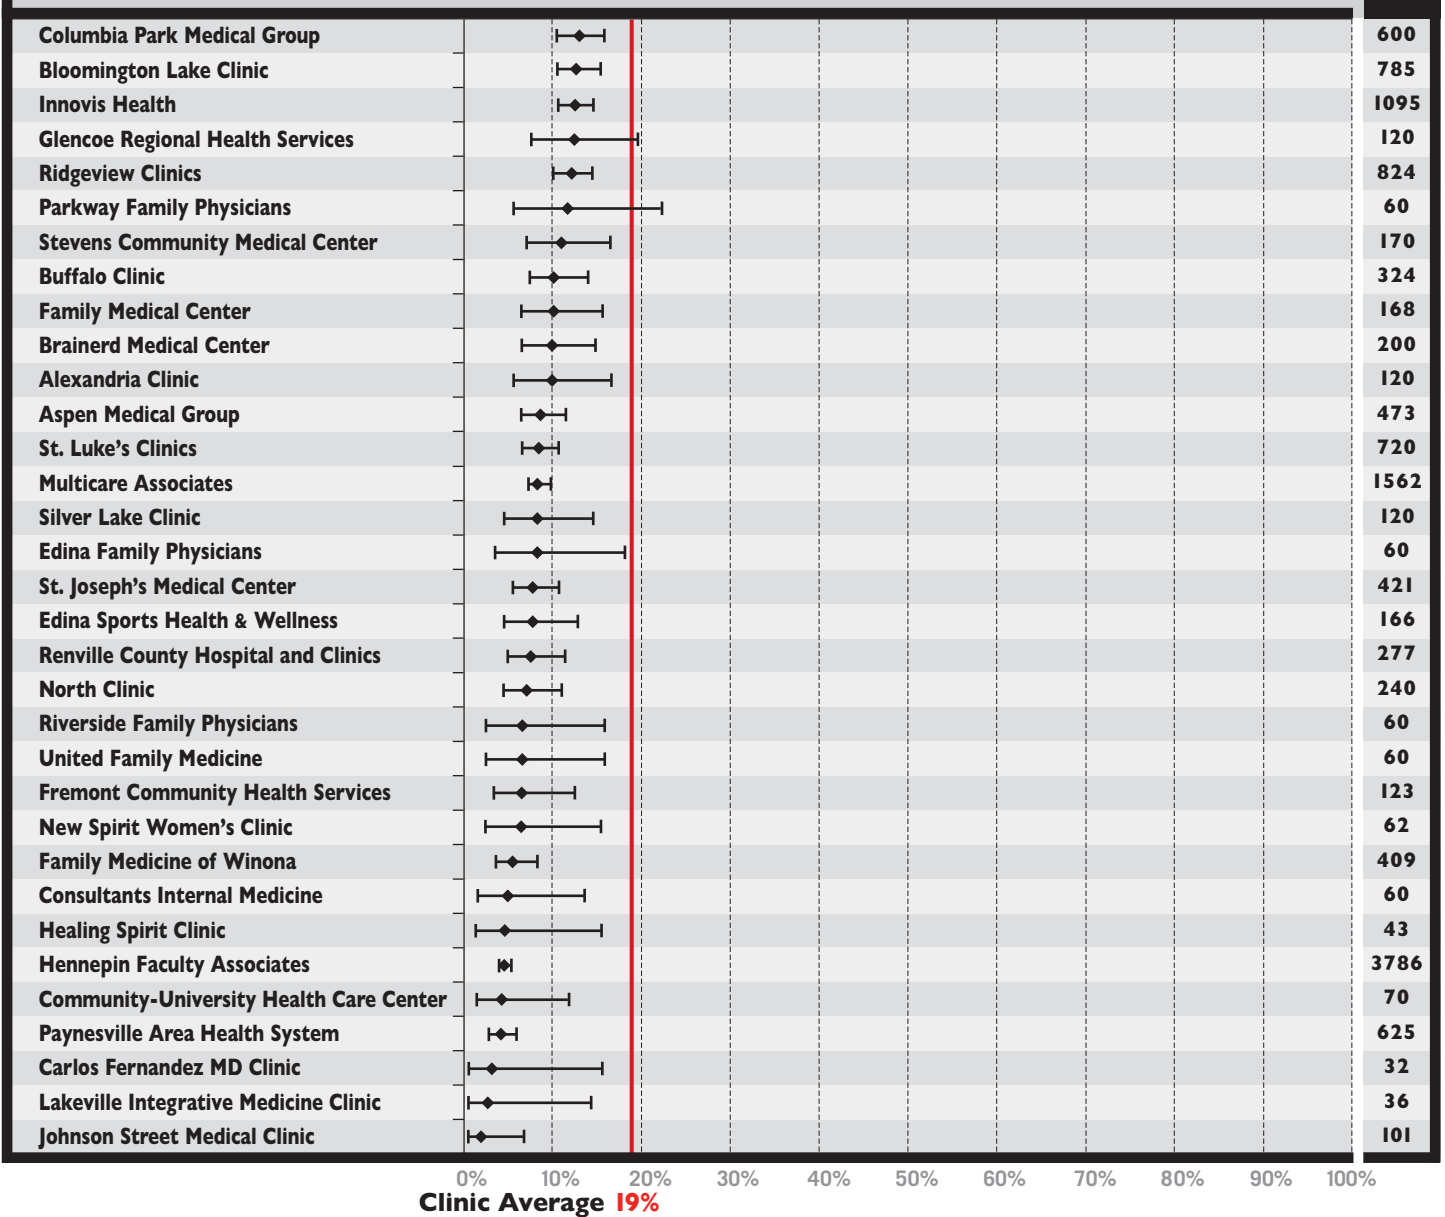 Columbia Park Medical Group 600
Bloomington Lake Clinic 785
Innovis Health 1095
Glencoe Regional Health Services 120
Ridgeview Clinics 824
Parkway Family Physicians 60
Stevens Community Medical Center 170
Buffalo Clinic 324
Family Medical Center 168
Brainerd Medical Center 200
Alexandria Clinic 120
Aspen Medical Group 473
St. Luke’s Clinics 720
Multicare Associates 1562
Silver Lake Clinic 120
Edina Family Physicians 60
St. Joseph’s Medical Center 421
Edina Sports Health & Wellness 166
Renville County Hospital and Clinics 277
North Clinic 240
Riverside Family Physicians 60
United Family Medicine 60
Fremont Community Health Services 123
New Spirit Women’s Clinic 62
Family Medicine of Winona 409
Consultants Internal Medicine 60
Healing Spirit Clinic 43
Hennepin Faculty Associates 3786
Community-University Health Care Center 70
Paynesville Area Health System 625
Carlos Fernandez MD Clinic 32
Lakeville Integrative Medicine Clinic 36
Johnson Street Medical Clinic 101
0% 10% 20% 30% 40% 50% 60% 70% 80% 90% 100%
Clinic Average 19%